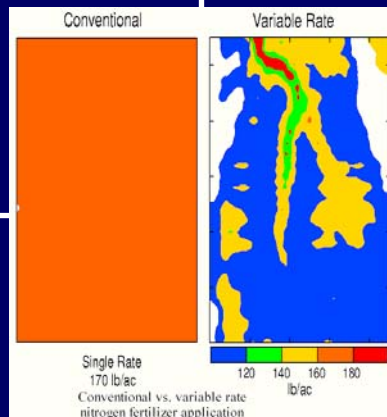 Conventional
Variable Rate
Single Rate
170 lb/ac
120 140 160 180
lb/ac
Conventional vs. variable rate
nitrogen fertilizer application